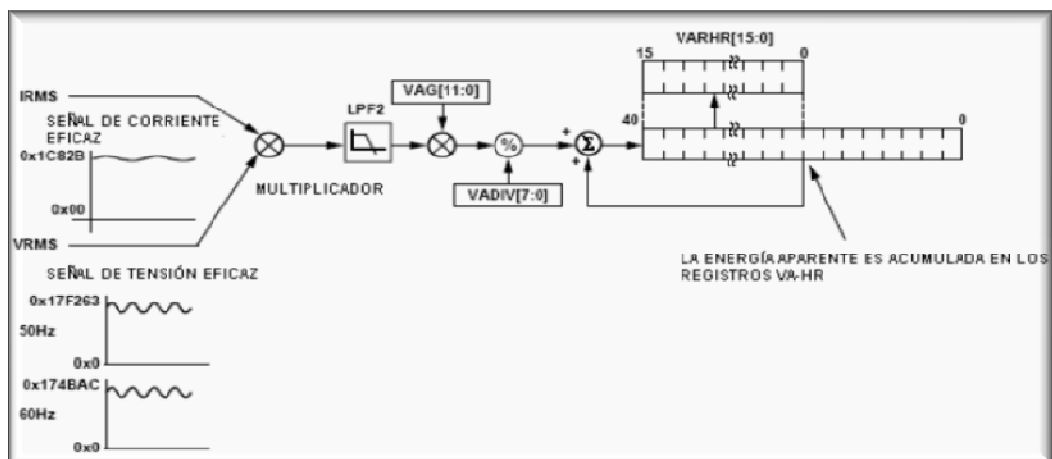 VARHR[15:0]
15
0
IRMS
SEÑAL DE CORRIENTE
EFICAZ
0x1C82B
0x00
VRMS
VAG[11:0]
LPF2
MULTIPLICADOR
%
VADIV[7:0]
+
+
Σ
40
0
SEÑAL DE TENSIÓN EFICAZ
0x17F263
50Hz
0x0
0x174BAC
60Hz
0x0
LA ENERGÍA APARENTE ES ACUMULADA EN LOS
REGISTROS VA-HR